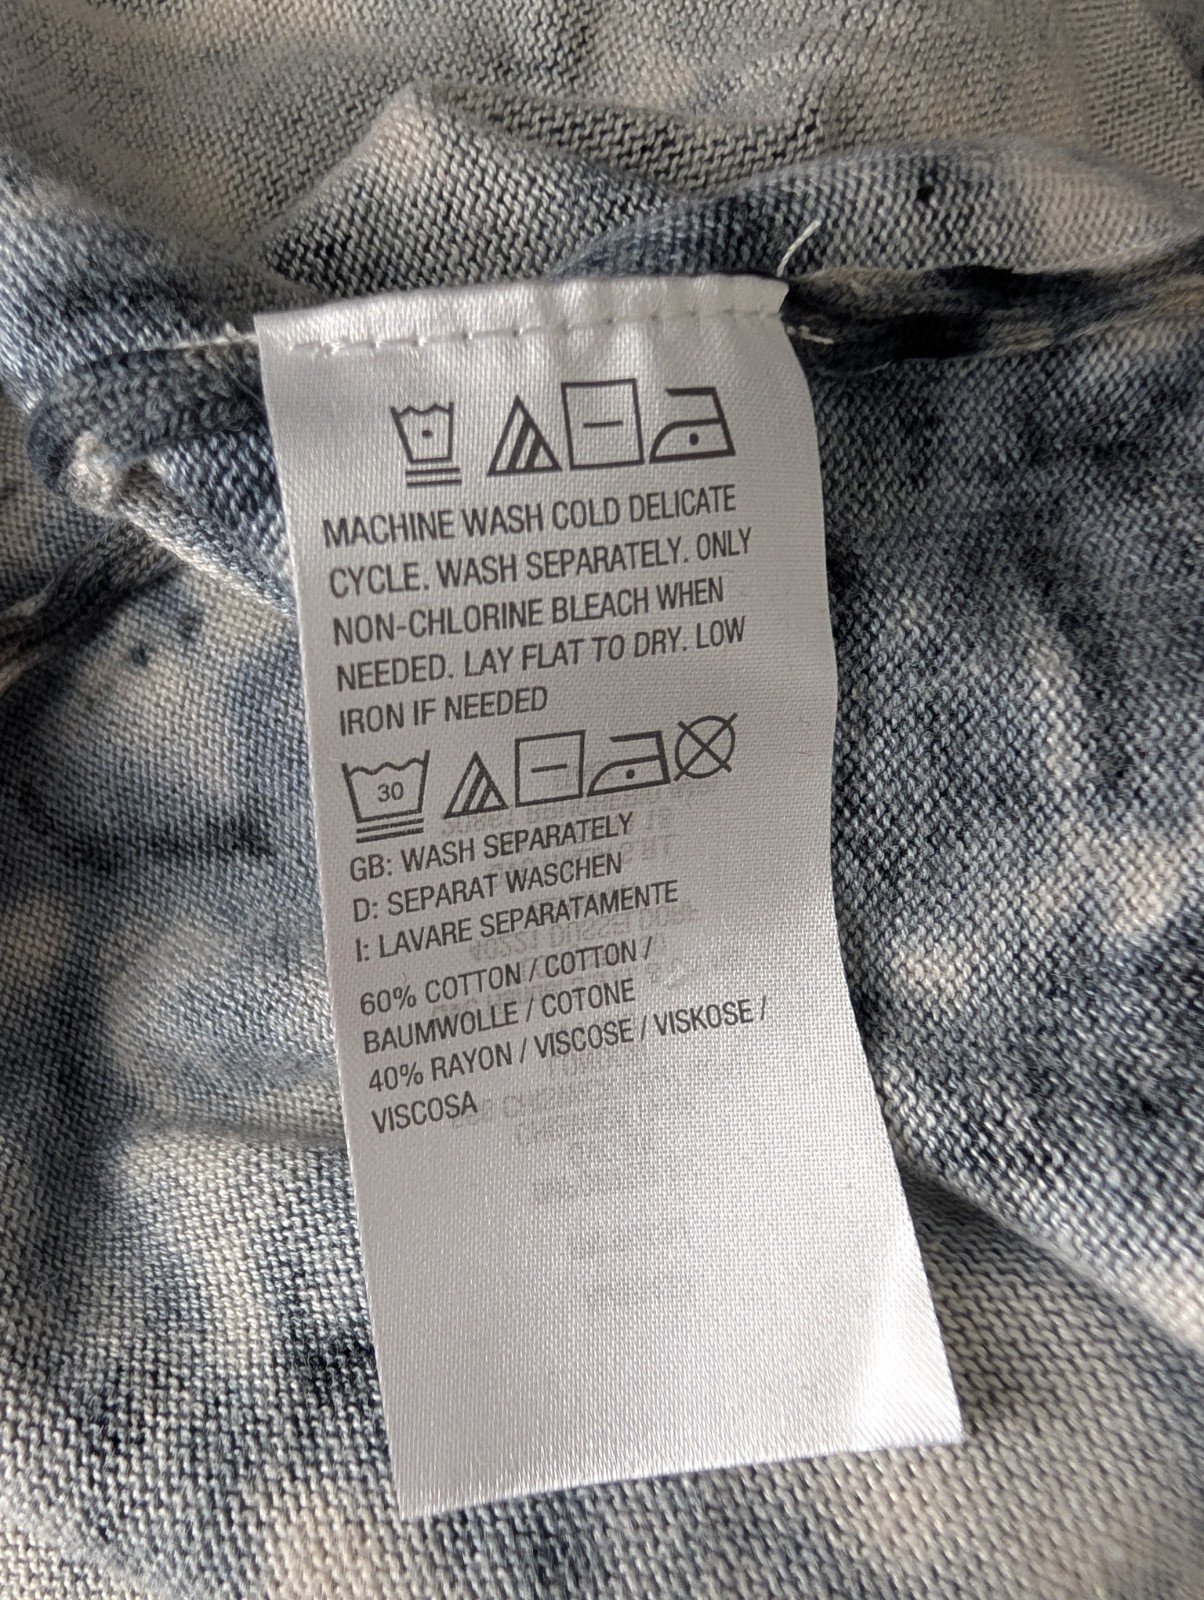 MACHINE WASH COLD DELICATE
CYCLE. WASH SEPARATELY. ONLY
NON-CHLORINE BLEACH WHEN
NEEDED. LAY FLAT TO DRY. LOW
IRON IF NEEDED
30
GB: WASH SEPARATELY
D: SEPARAT WASCHEN
I: LAVARE SEPARATAMENTE
60% COTTON / COTTON /
BAUMWOLLE / COTONE
40% RAYON / VISCOSE / VISKOSE /
VISCOSA